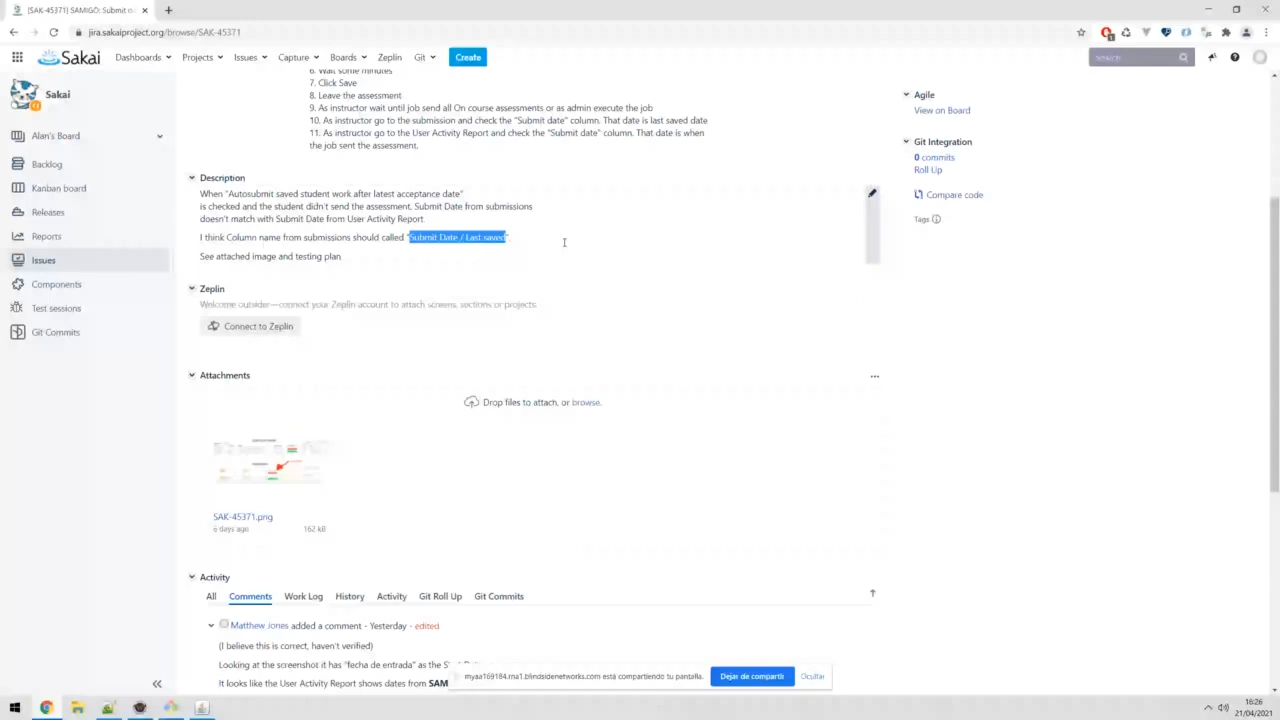 [SAK-45371] SAMIGO: Submit
jira.sakaiproject.org/browse/SAK-45371
Sakai
Dashboards
Projects
Issues
Capture
Boards
Zeplin
Git
Create
Search
Sakai
Alan's Board
Backlog
Kanban board
Releases
Reports
Issues
Components
Test sessions
Git Commits
6. Wait some minutes
7. Click Save
8. Leave the assessment
9. As instructor wait until job send all On course assessments or as admin execute the job
10. As instructor go to the submission and check the "Submit date" column. That date is last saved date
11. As instructor go to the User Activity Report and check the "Submit date" column. That date is when
the job sent the assessment.
Description
When "Autosubmit saved student work after latest acceptance date"
is checked and the student didn't send the assessment, Submit Date from submissions
doesn't match with Submit Date from User Activity Report.
I think Column name from submissions should called "Submit Date / Last saved".
See attached image and testing plan
Zeplin
Welcome outsider—connect your Zeplin account to attach screens, sections or projects.
Connect to Zeplin
Attachments
Drop files to attach, or browse.
SAK-45371.png
6 days ago
162 kB
Activity
All
Comments
Work Log
History
Activity
Git Roll Up
Git Commits
Matthew Jones added a comment - Yesterday - edited
(I believe this is correct, haven't verified)
Looking at the screenshot it has "fecha de entrada" as the
It looks like the User Activity Report shows dates from SAM
myaa169184.rna1.blindsidenetworks.com está compartiendo tu pantalla.
Dejar de compartir
Ocultar
Agile
View on Board
Git Integration
0 commits
Roll Up
Compare code
Tags
16:26
21/04/2021